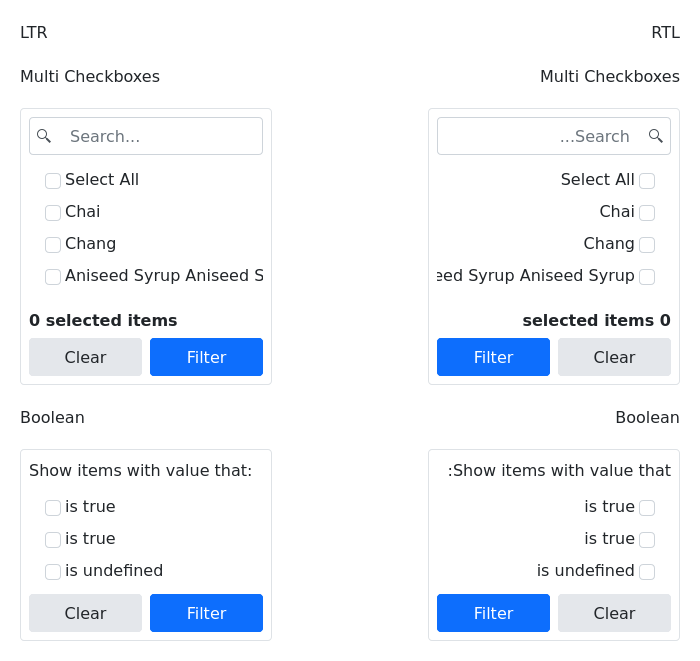 LTR
Multi Checkboxes
Search...
Select All
Chai
Chang
Aniseed Syrup Aniseed S
0 selected items
Clear Filter
Boolean
Show items with value that:
is true
is true
is undefined
Clear Filter
RTL
Multi Checkboxes
...Search
Select All
Chai
Chang
eed Syrup Aniseed Syrup
selected items 0
Filter Clear
Boolean
:Show items with value that
is true
is true
is undefined
Filter Clear